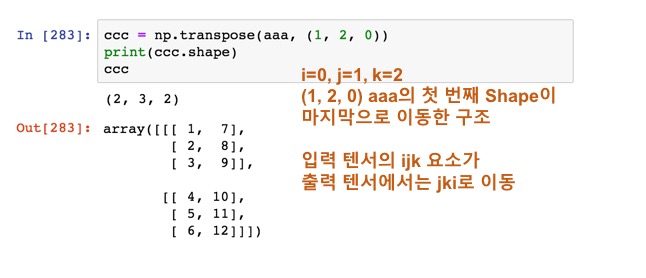 In [283]: ccc = np.transpose(aaa, (1, 2, 0))
print(ccc.shape)
ccc
i=0, j=1, k=2
(1, 2, 0) aaa의 첫 번째 Shape이
마지막으로 이동한 구조
입력 텐서의 ijk 요소가
출력 텐서에서는 jki로 이동
(2, 3, 2)
Out[283]: array([[[ 1,  7],
[ 2,  8],
[ 3,  9]],
[[ 4, 10],
[ 5, 11],
[ 6, 12]]])